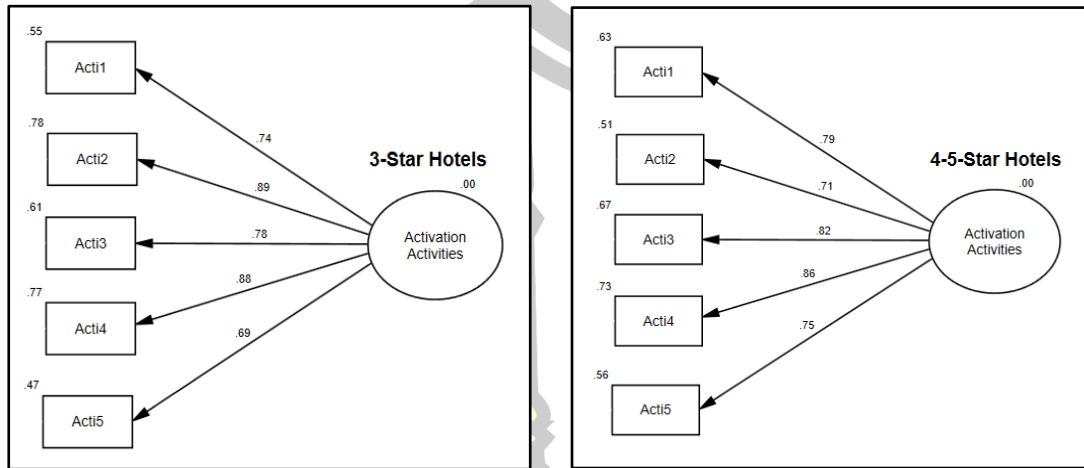 .55
Acti1
.74
.78
Acti2
.89
3-Star Hotels
.00
.61
Acti3
.78
Activation
Activities
.77
Acti4
.88
.69
.47
Acti5
.63
Acti1
.79
.51
Acti2
.71
4-5-Star Hotels
.00
.67
Acti3
.82
Activation
Activities
.73
Acti4
.86
.75
.56
Acti5